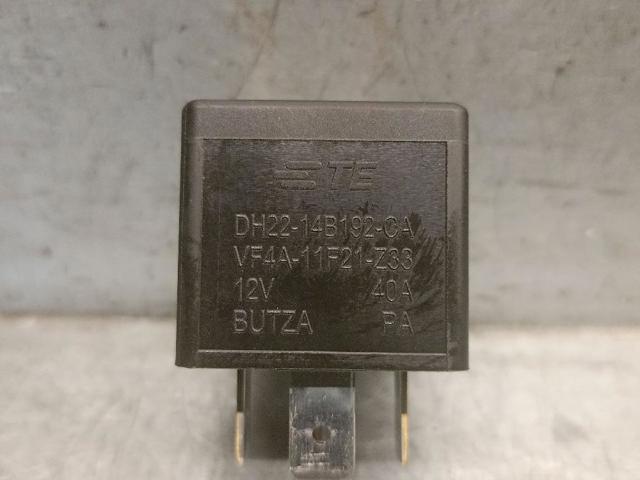 TE
DH22-14B192-CA
VF4A-11F21-Z33
12V 40A
BUTZA PA